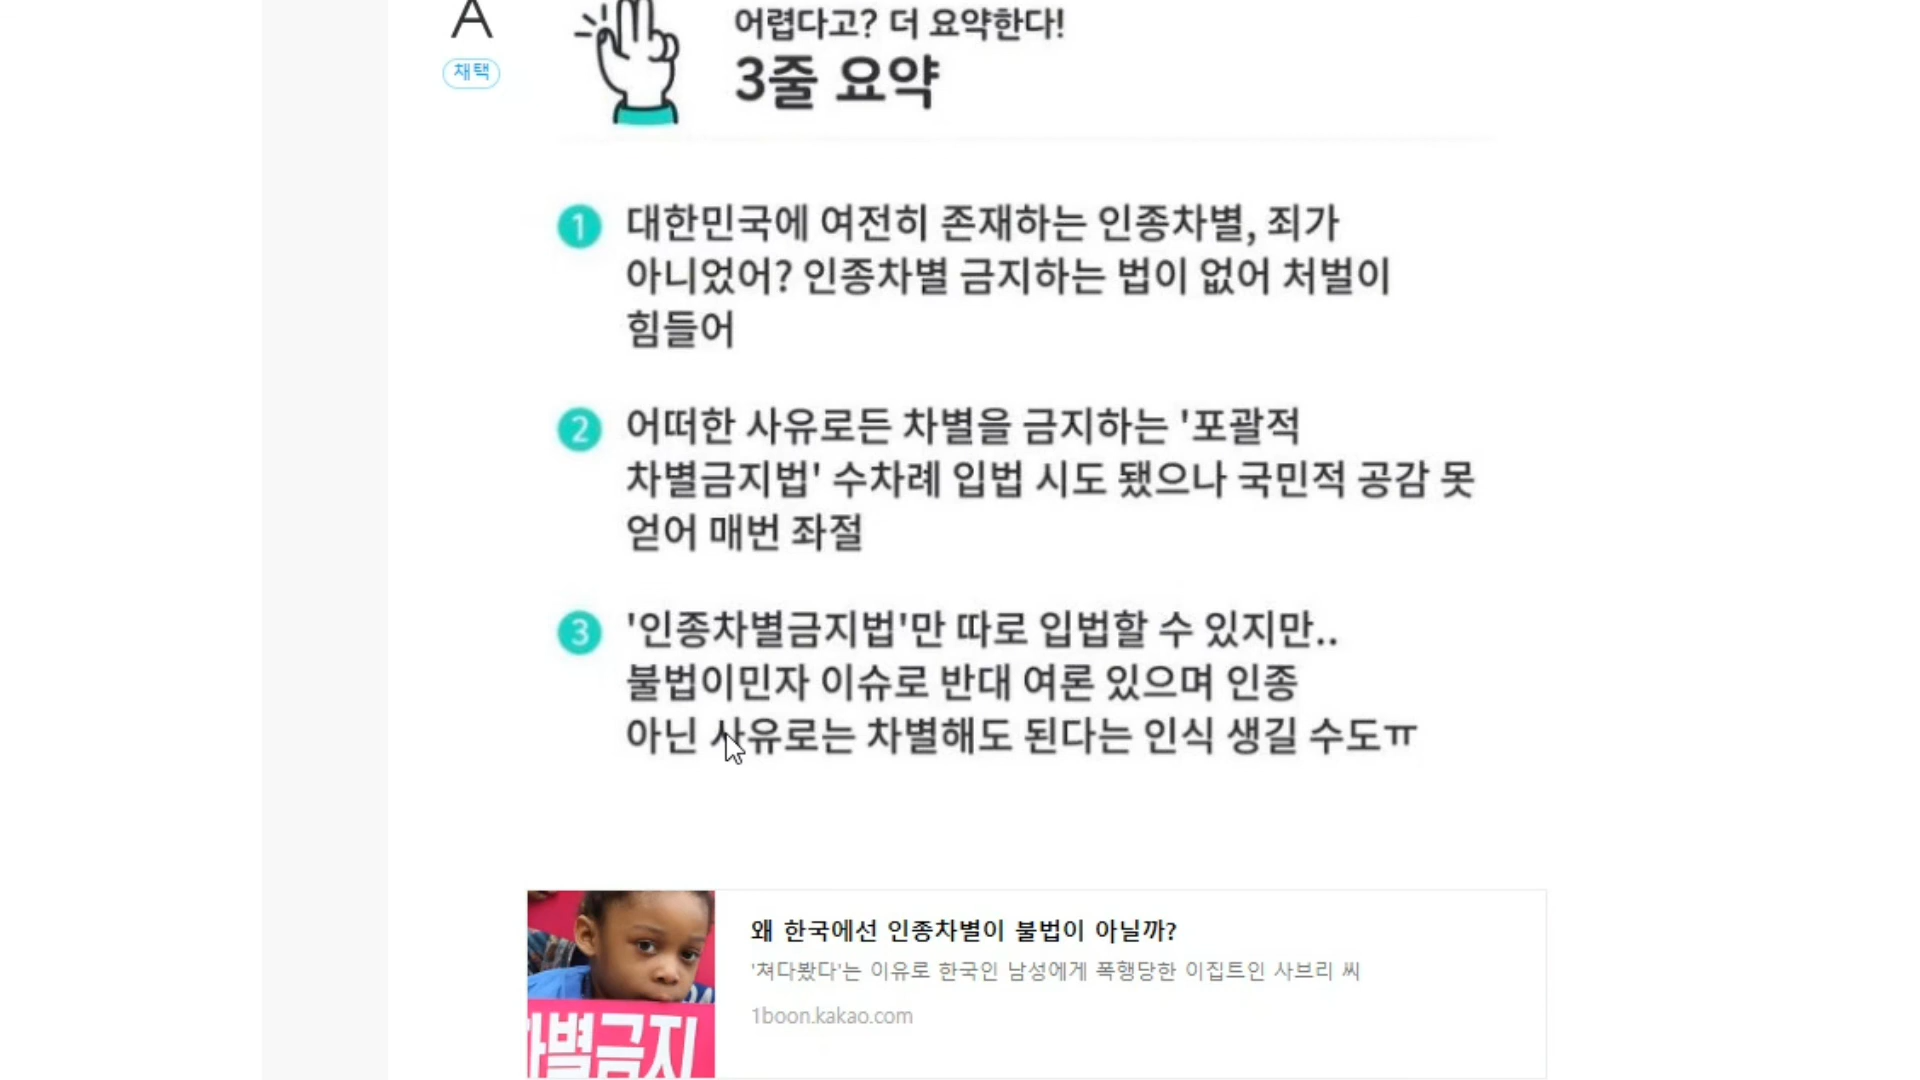 A
채택
어렵다고? 더 요약한다!
3줄 요약
1 대한민국에 여전히 존재하는 인종차별, 죄가
아니었어? 인종차별 금지하는 법이 없어 처벌이
힘들어
2 어떠한 사유로든 차별을 금지하는 '포괄적
차별금지법' 수차례 입법 시도 됐으나 국민적 공감 못
얻어 매번 좌절
3 '인종차별금지법'만 따로 입법할 수 있지만..
불법이민자 이슈로 반대 여론 있으며 인종
아닌 사유로는 차별해도 된다는 인식 생길 수도ㅠ
왜 한국에선 인종차별이 불법이 아닐까?
'쳐다봤다'는 이유로 한국인 남성에게 폭행당한 이집트인 사브리 씨
1boon.kakao.com
차별금지